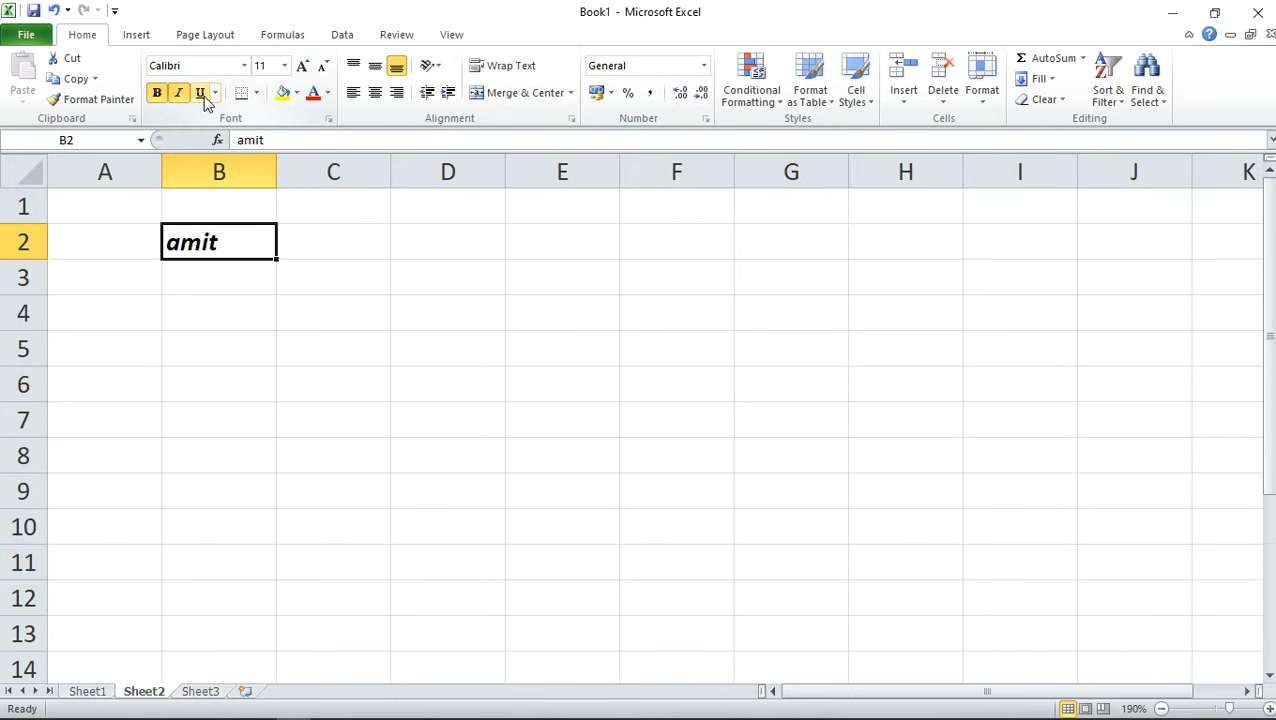 Book1 - Microsoft Excel
File Home Insert Page Layout Formulas Data Review View
Paste
Cut
Copy
Format Painter
Clipboard
Calibri 11
B I U
Font
Wrap Text
Merge & Center
Alignment
General
% ,
Number
Conditional Formatting
Format as Table
Cell Styles
Styles
Insert Delete Format
Cells
Σ AutoSum
Fill
Clear
Sort & Filter
Find & Select
Editing
B2 fx amit
A B C D E F G H I J K
1
2 amit
3
4
5
6
7
8
9
10
11
12
13
14
Sheet1 Sheet2 Sheet3
Ready 190%